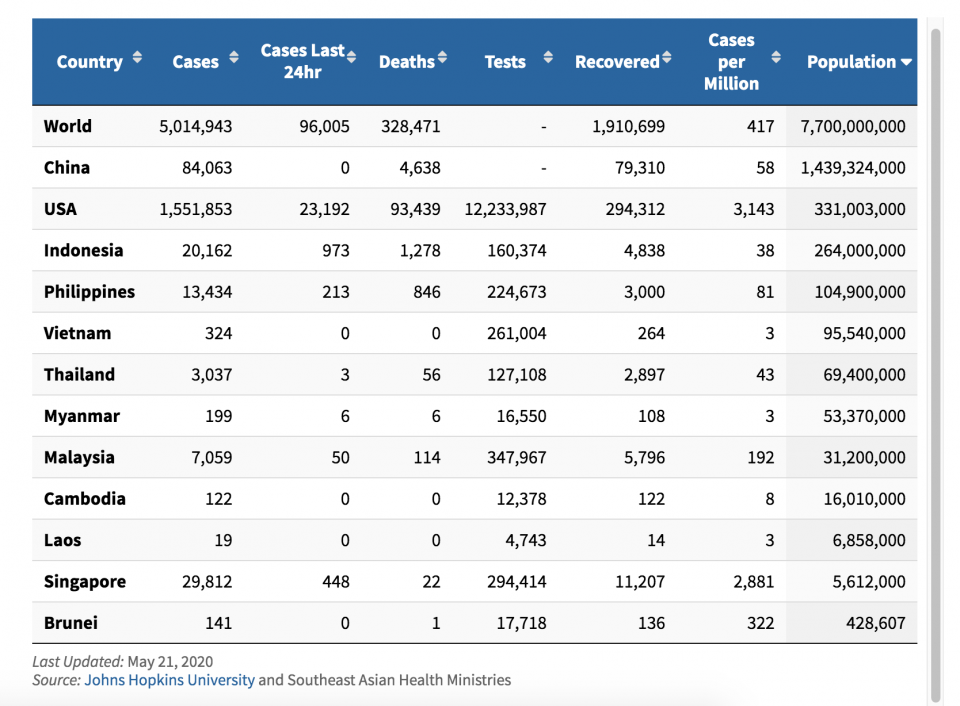 Country Cases Cases Last 24hr Deaths Tests Recovered Cases per Million Population
World 5,014,943 96,005 328,471 - 1,910,699 417 7,700,000,000
China 84,063 0 4,638 - 79,310 58 1,439,324,000
USA 1,551,853 23,192 93,439 12,233,987 294,312 3,143 331,003,000
Indonesia 20,162 973 1,278 160,374 4,838 38 264,000,000
Philippines 13,434 213 846 224,673 3,000 81 104,900,000
Vietnam 324 0 0 261,004 264 3 95,540,000
Thailand 3,037 3 56 127,108 2,897 43 69,400,000
Myanmar 199 6 6 16,550 108 3 53,370,000
Malaysia 7,059 50 114 347,967 5,796 192 31,200,000
Cambodia 122 0 0 12,378 122 8 16,010,000
Laos 19 0 0 4,743 14 3 6,858,000
Singapore 29,812 448 22 294,414 11,207 2,881 5,612,000
Brunei 141 0 1 17,718 136 322 428,607
Last Updated: May 21, 2020
Source: Johns Hopkins University and Southeast Asian Health Ministries